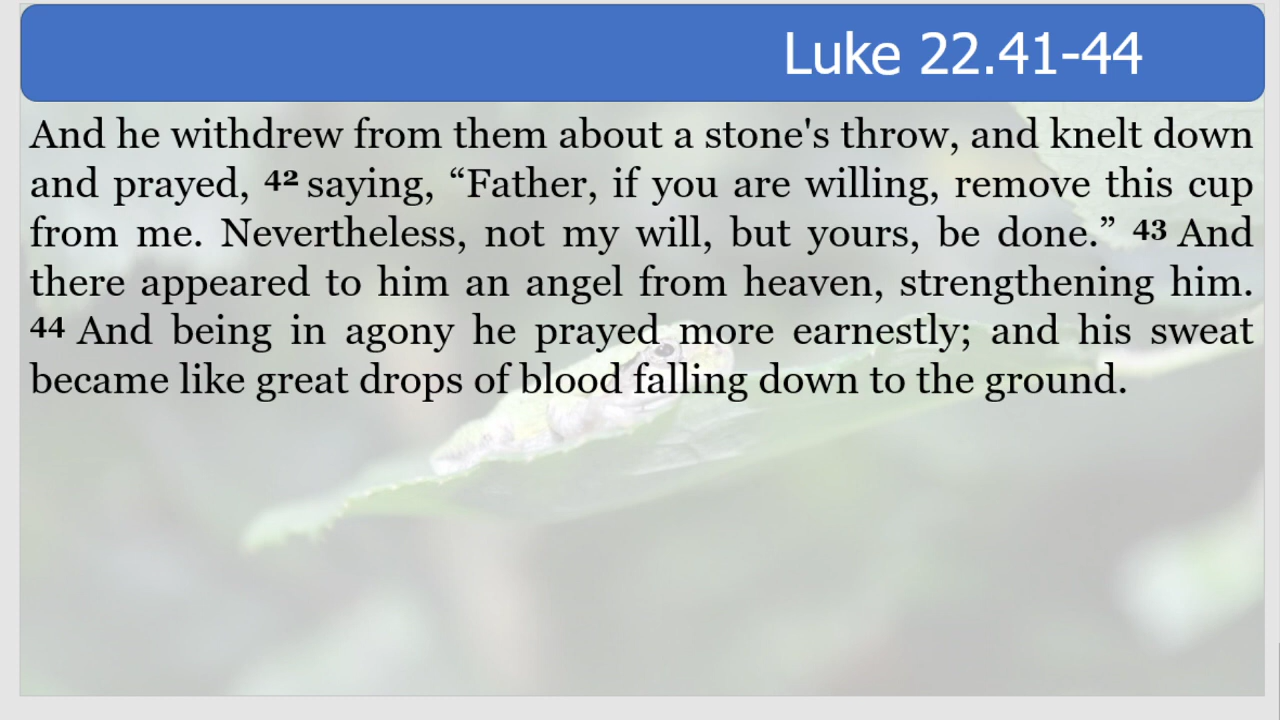 Luke 22.41-44
And he withdrew from them about a stone's throw, and knelt down
and prayed, 42 saying, “Father, if you are willing, remove this cup
from me. Nevertheless, not my will, but yours, be done.” 43 And
there appeared to him an angel from heaven, strengthening him.
44 And being in agony he prayed more earnestly; and his sweat
became like great drops of blood falling down to the ground.